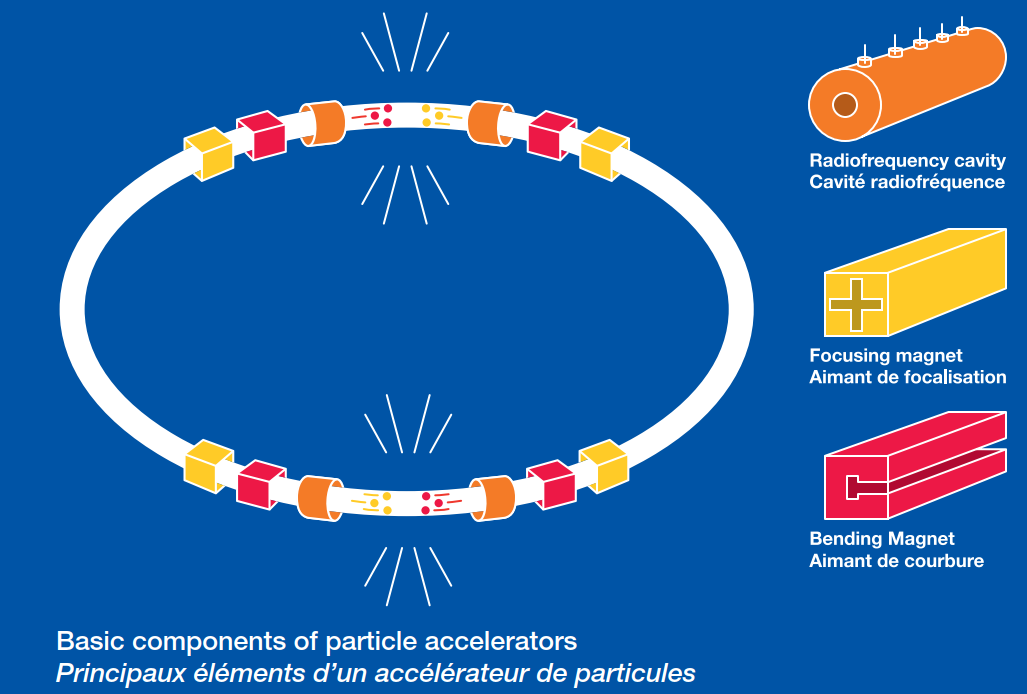 Radiofrequency cavity
Cavité radiofréquence
Focusing magnet
Aimant de focalisation
Bending Magnet
Aimant de courbure
Basic components of particle accelerators
Principaux éléments d'un accélérateur de particules